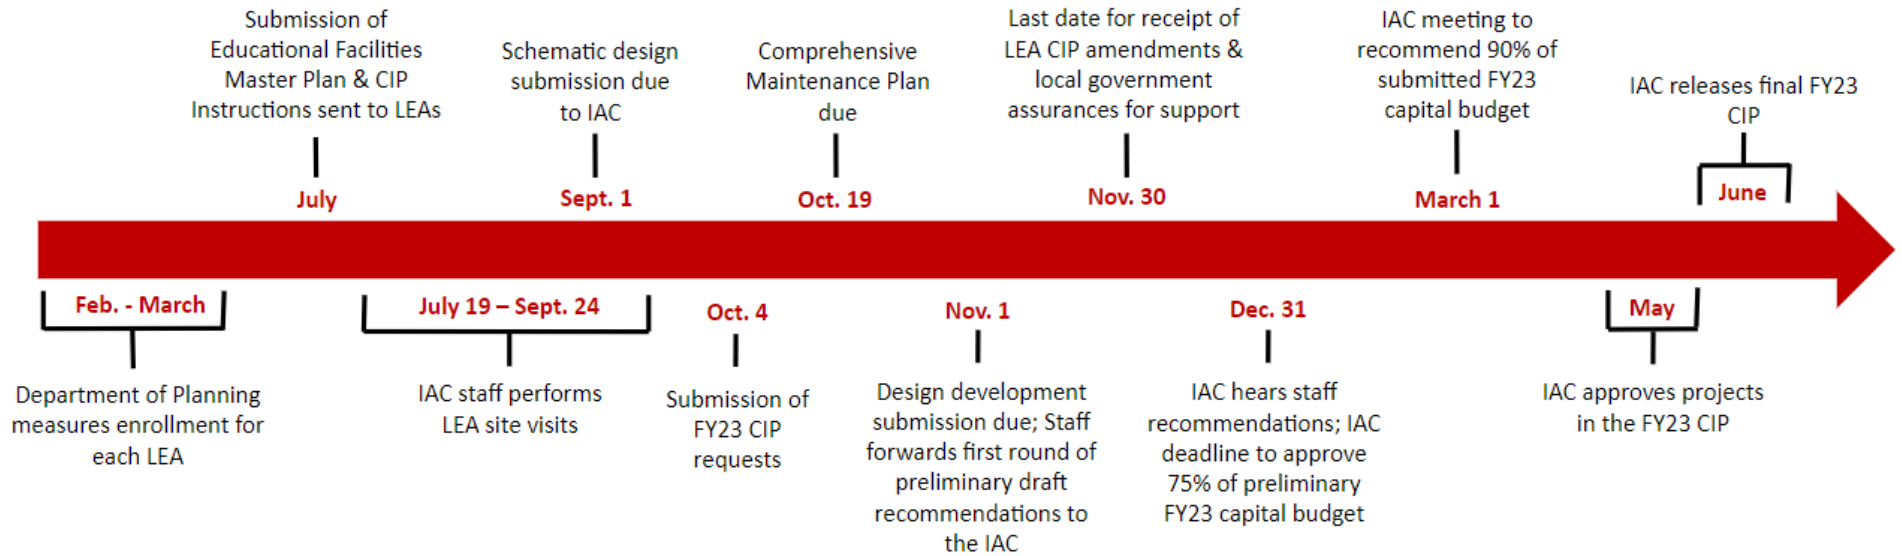 Submission of
Educational Facilities
Master Plan & CIP
Instructions sent to LEAs
July
Schematic design
submission due
to IAC
Sept. 1
Comprehensive
Maintenance Plan
due
Oct. 19
Last date for receipt of
LEA CIP amendments &
local government
assurances for support
Nov. 30
IAC meeting to
recommend 90% of
submitted FY23
capital budget
March 1
IAC releases final FY23
CIP
June
Feb. - March
Department of Planning
measures enrollment for
each LEA
July 19 – Sept. 24
IAC staff performs
LEA site visits
Oct. 4
Submission of
FY23 CIP
requests
Nov. 1
Design development
submission due; Staff
forwards first round of
preliminary draft
recommendations to
the IAC
Dec. 31
IAC hears staff
recommendations; IAC
deadline to approve
75% of preliminary
FY23 capital budget
May
IAC approves projects
in the FY23 CIP